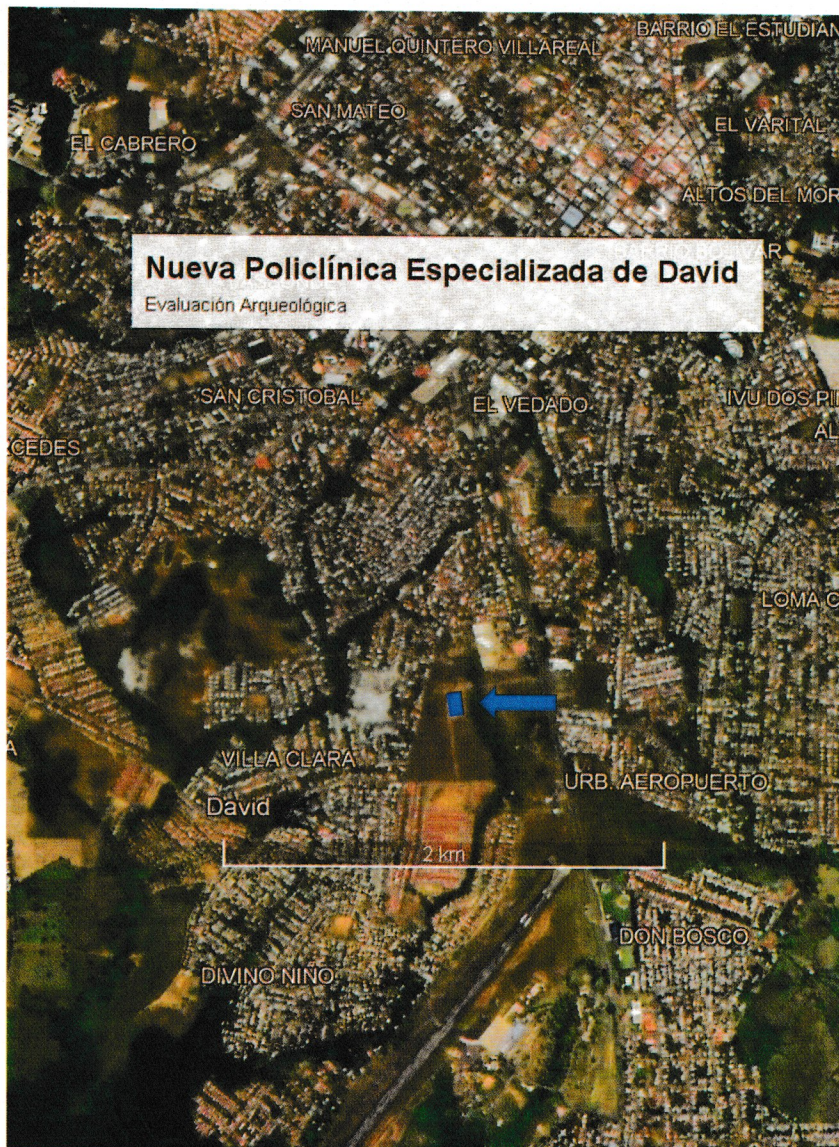 MANUEL QUINTERO VILLAREAL
BARRIO EL ESTUDIAN
SAN MATEO
EL VARITAL
EL CABRERO
ALTOS DEL MOR
Nueva Policlínica Especializada de David
Evaluación Arqueológica
SAN CRISTOBAL
EL VEDADO
IVU DOS PI
AL
CEDES
LOMA C
VILLA CLARA
URB. AEROPUERTO
David
2 km
DON BOSCO
DIVINO NIÑO